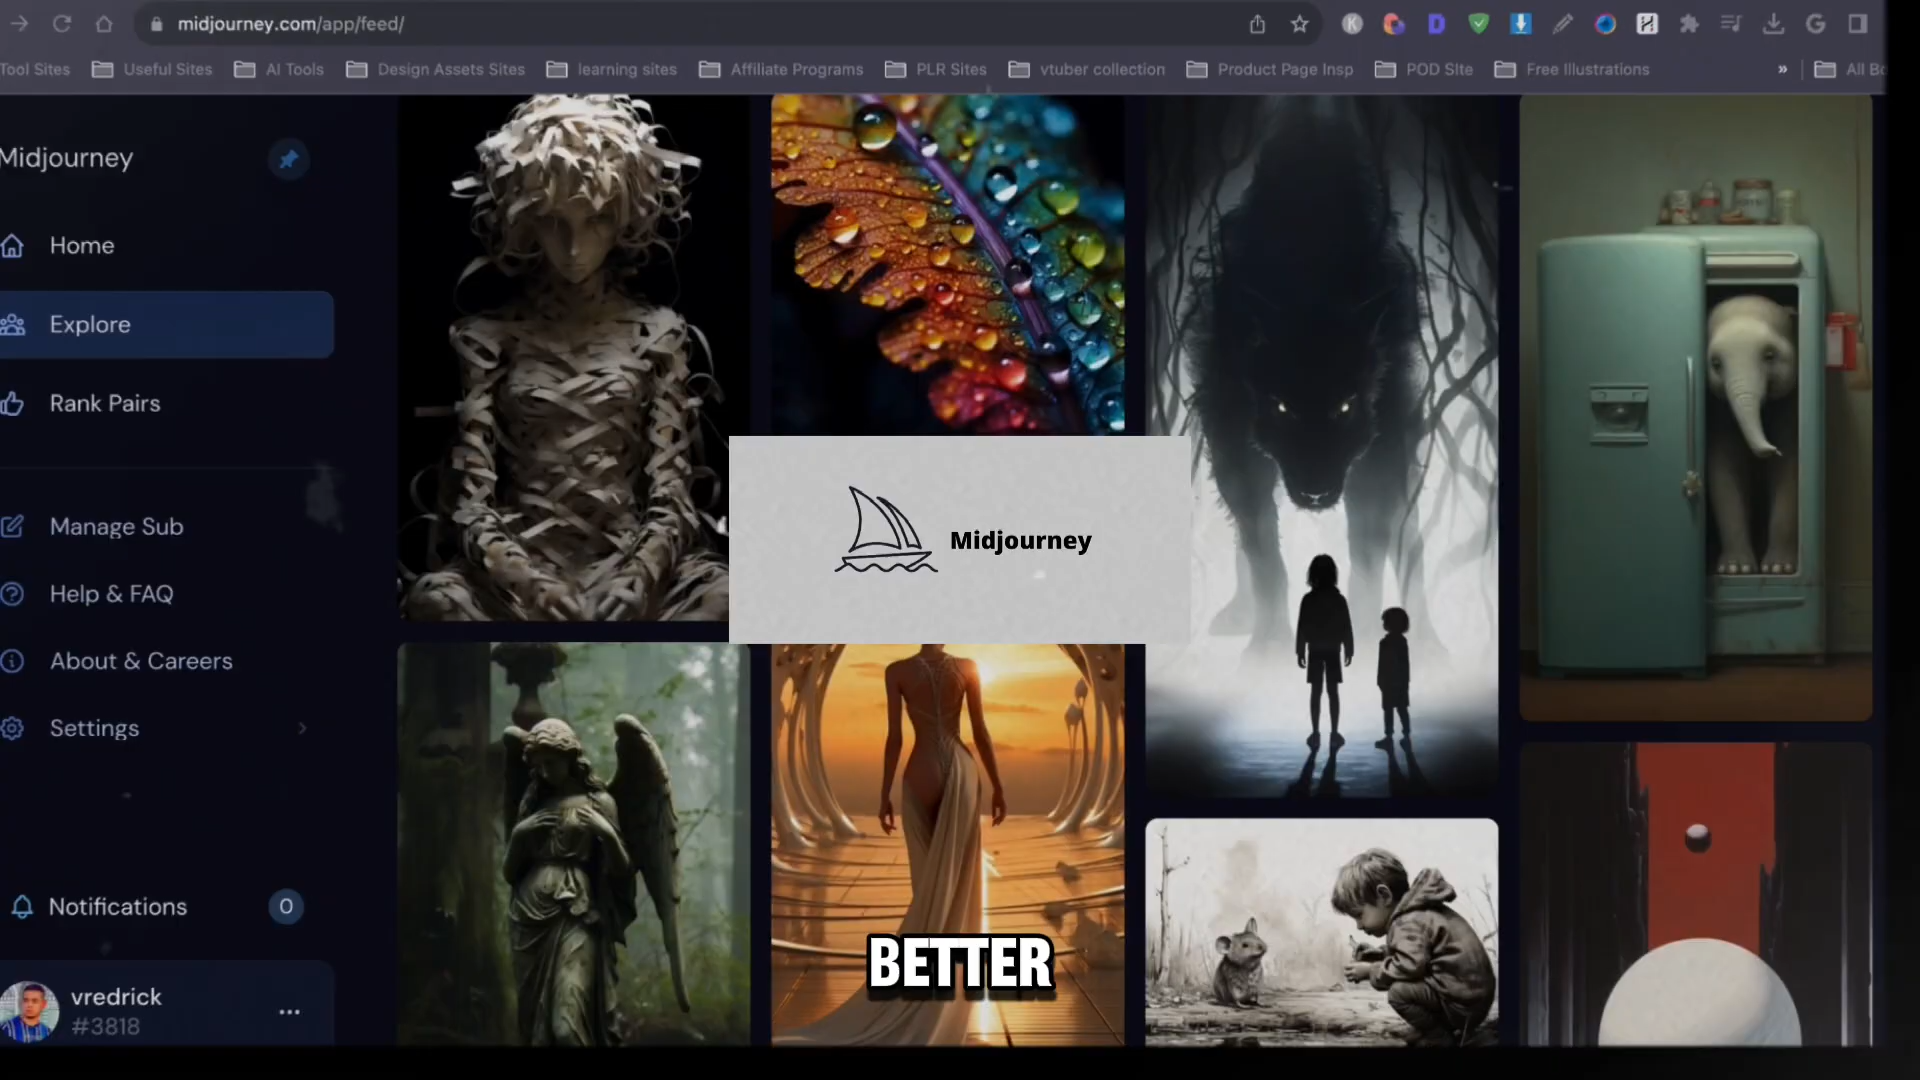 midjourney.com/app/feed/
Tool Sites
Useful Sites
AI Tools
Design Assets Sites
learning sites
Affiliate Programs
PLR Sites
vtuber collection
Product Page Insp
POD SIte
Free Illustrations
»
All Bo
Midjourney
Home
Explore
Rank Pairs
Manage Sub
Help & FAQ
About & Careers
Settings
Notifications
0
vredrick
#3818
Midjourney
BETTER